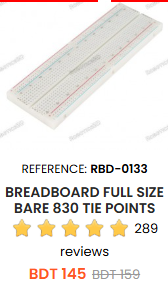 REFERENCE: RBD-0133
BREADBOARD FULL SIZE
BARE 830 TIE POINTS
289
reviews
BDT 145 BDT 159